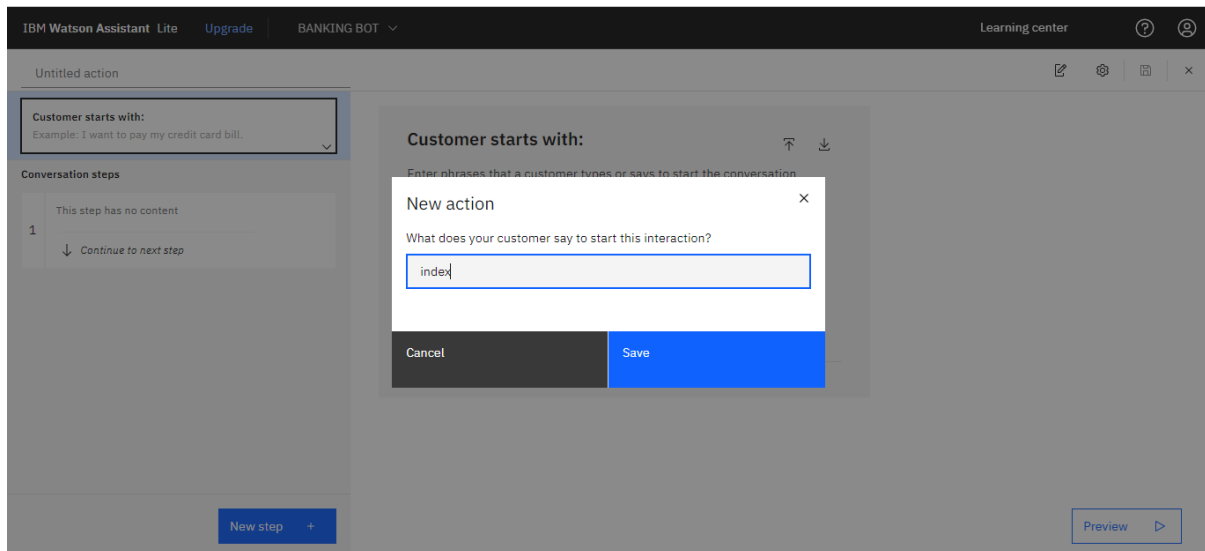 IBM Watson Assistant Lite Upgrade BANKING BOT Learning center
Untitled action
Customer starts with:
Example: I want to pay my credit card bill.
Conversation steps
1
This step has no content
Continue to next step
New step +
Customer starts with:
Enter phrases that a customer types or says to start the conversation
New action
What does your customer say to start this interaction?
index
Cancel Save
Preview